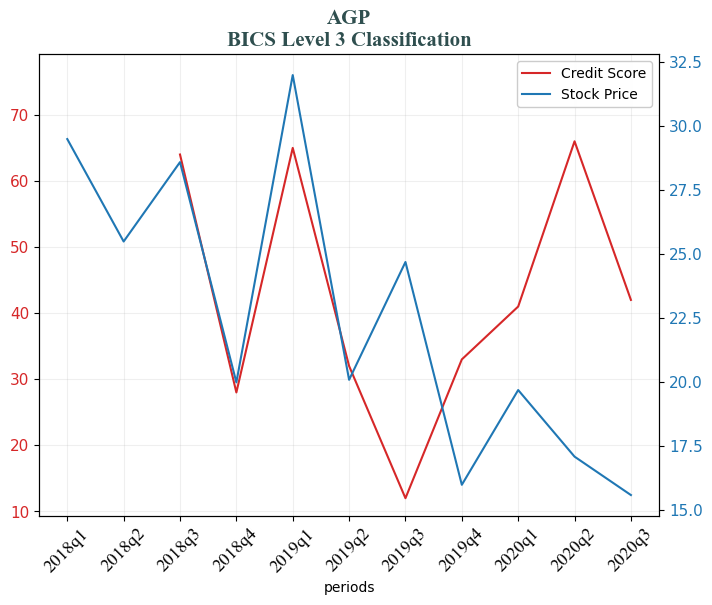 AGP
BICS Level 3 Classification
Credit Score
Stock Price
70
60
50
40
30
20
10
32.5
30.0
27.5
25.0
22.5
20.0
17.5
15.0
2018q1
2018q2
2018q3
2018q4
2019q1
2019q2
2019q3
2019q4
2020q1
2020q2
2020q3
periods